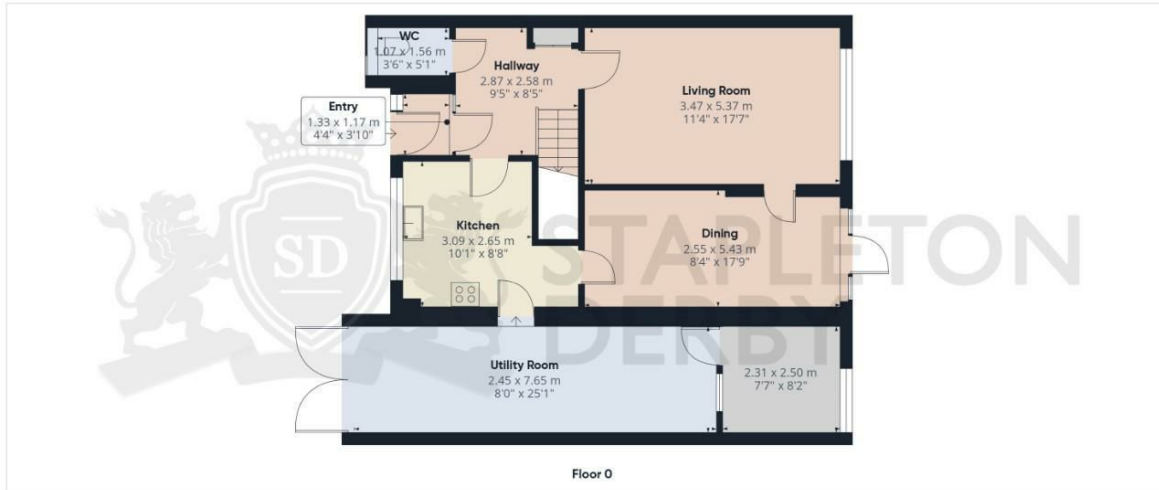 WC
1.07 x 1.56 m
3'6" x 5'1"
Hallway
2.87 x 2.58 m
9'5" x 8'5"
Living Room
3.47 x 5.37 m
11'4" x 17'7"
Entry
1.33 x 1.17 m
4'4" x 3'10"
Kitchen
3.09 x 2.65 m
10'1" x 8'8"
Dining
2.55 x 5.43 m
8'4" x 17'9"
SD
STAPLETON
DERBY
Utility Room
2.45 x 7.65 m
8'0" x 25'1"
2.31 x 2.50 m
7'7" x 8'2"
Floor 0